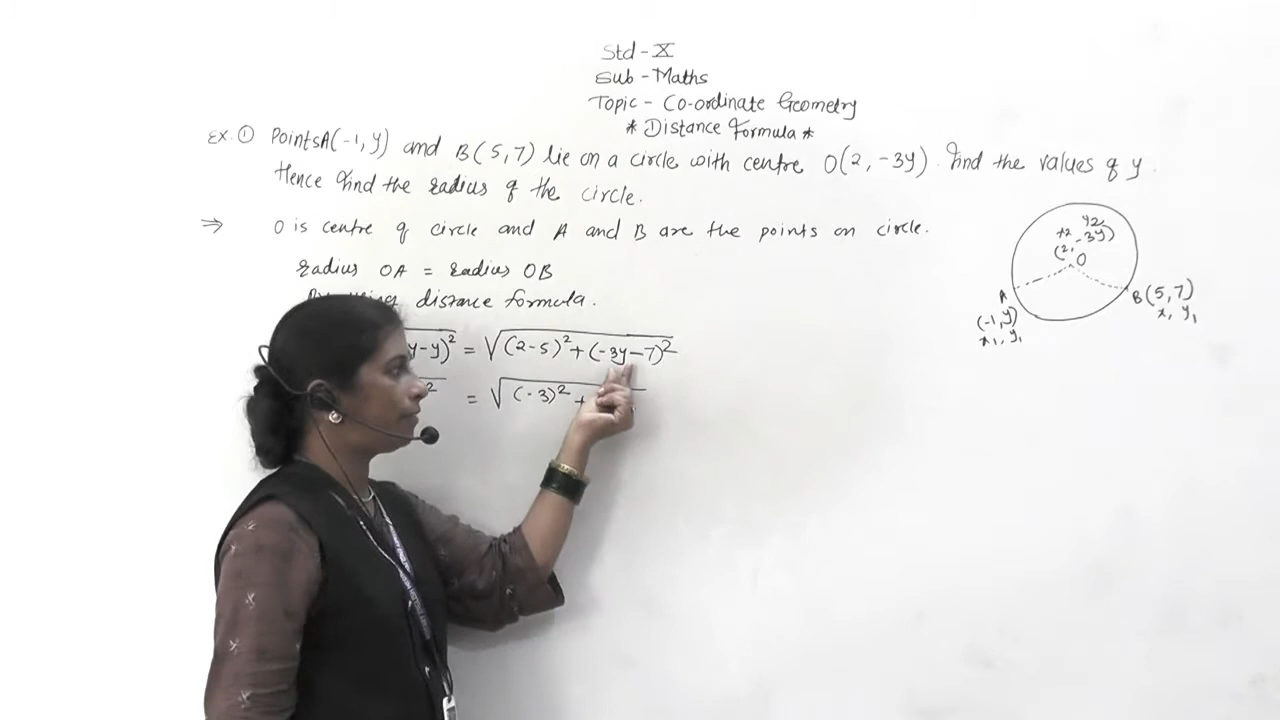 Std - X
Sub - Maths
Topic - Co-ordinate Geometry
* Distance Formula *
Ex. ① Points A(-1, y) and B(5, 7) lie on a circle with centre O(2, -3y). Find the values of y.
Hence find the radius of the circle.
⇒ O is centre of circle and A and B are the points on circle.
radius OA = radius OB
distance formula.
y-y)² = √(2-5)²+(-3y-7)²
² = √(-3)² +
x2 y2
(2, -3y)
O
A
(-1, y)
x₁, y₁
B (5, 7)
x, y₁